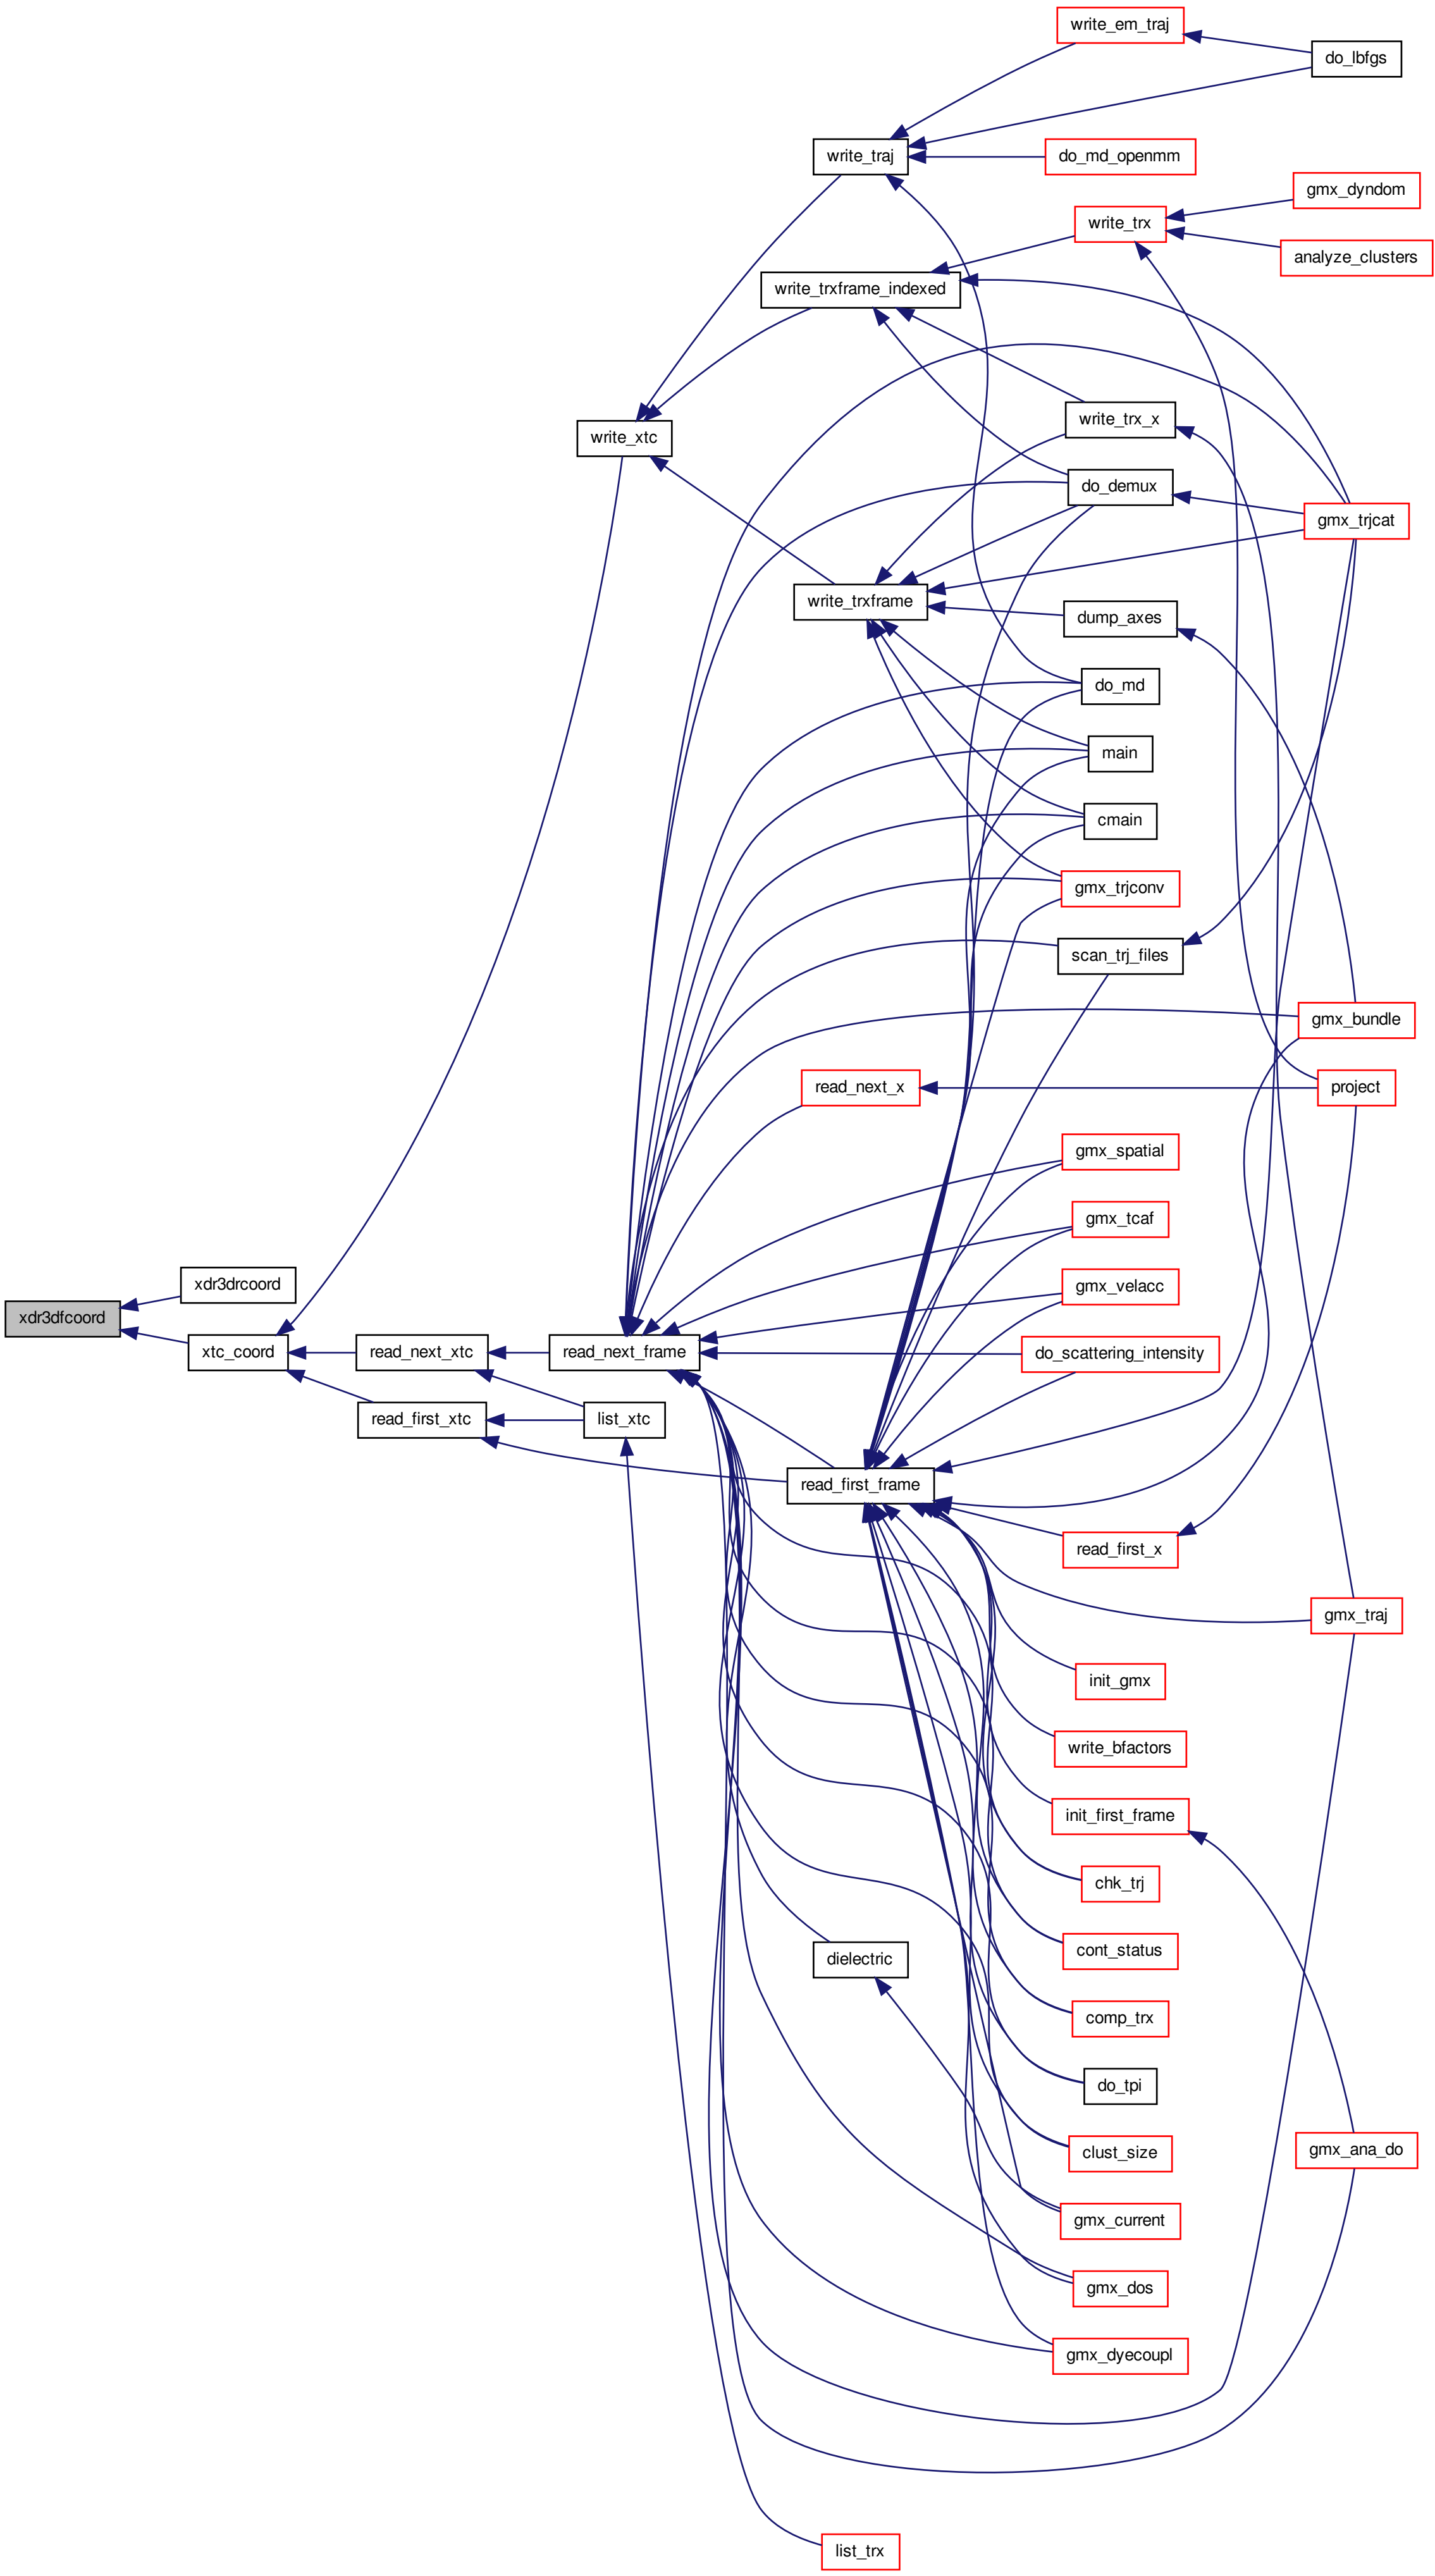 write_em_traj
do_lbfgs
write_traj
do_md_openmm
gmx_dyndom
write_trx
analyze_clusters
write_trxframe_indexed
write_trx_x
write_xtc
do_demux
gmx_trjcat
write_trxframe
dump_axes
do_md
main
cmain
gmx_trjconv
scan_trj_files
gmx_bundle
read_next_x
project
gmx_spatial
gmx_tcaf
xdr3drcoord
gmx_velacc
xdr3dfcoord
xtc_coord
read_next_xtc
read_next_frame
do_scattering_intensity
read_first_xtc
list_xtc
read_first_frame
read_first_x
gmx_traj
init_gmx
write_bfactors
init_first_frame
chk_trj
cont_status
dielectric
comp_trx
do_tpi
clust_size
gmx_ana_do
gmx_current
gmx_dos
gmx_dyecoupl
list_trx